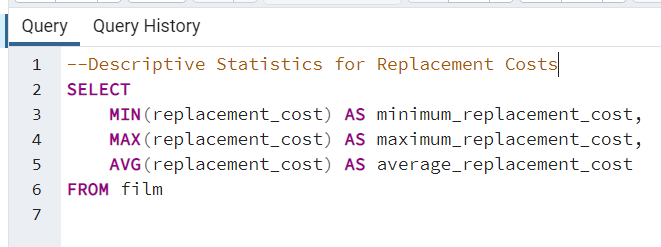 Query Query History
1 --Descriptive Statistics for Replacement Costs
2 SELECT
3 MIN(replacement_cost) AS minimum_replacement_cost,
4 MAX(replacement_cost) AS maximum_replacement_cost,
5 AVG(replacement_cost) AS average_replacement_cost
6 FROM film
7